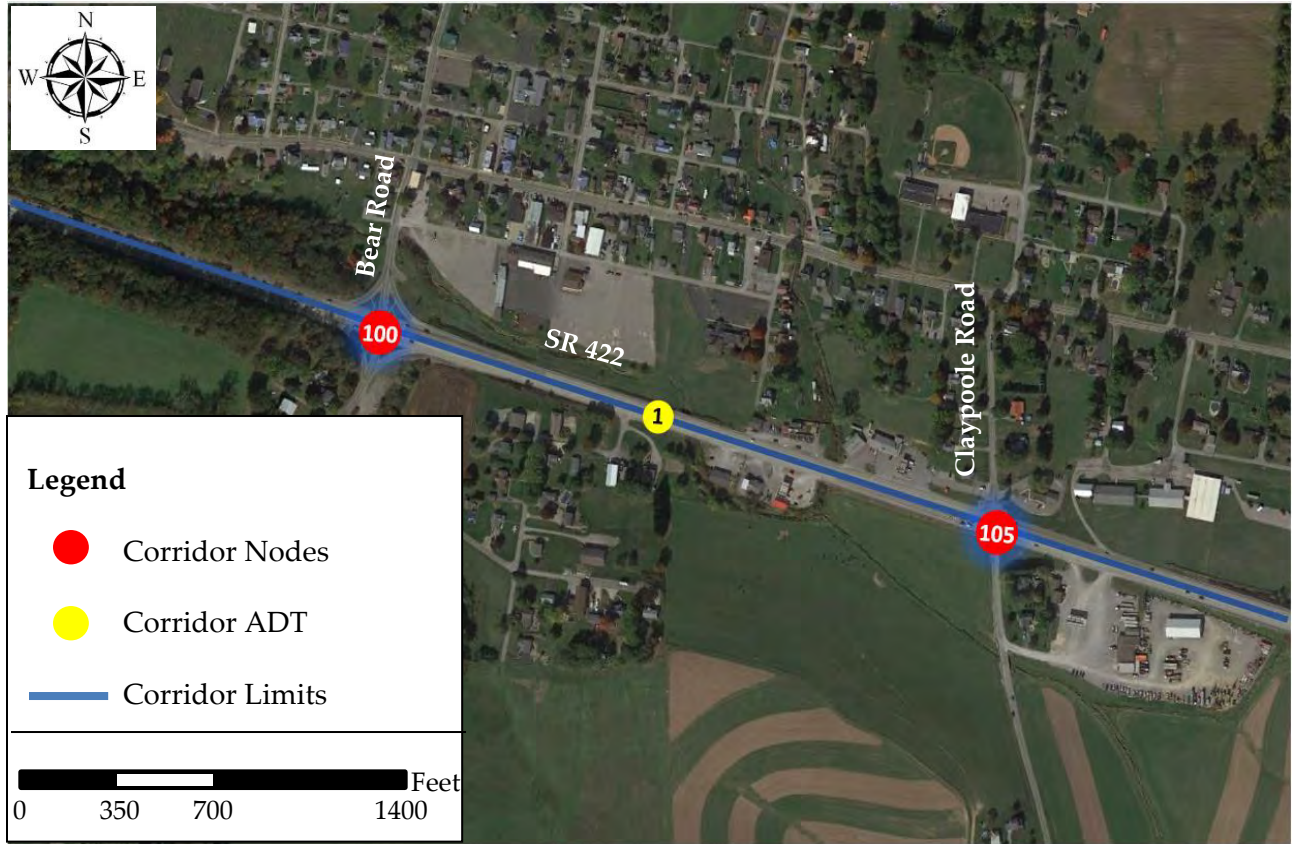 N
W E
S
Bear Road
100
SR 422
1
Claypoole Road
105
Legend
Corridor Nodes
Corridor ADT
Corridor Limits
Feet
0 350 700 1400